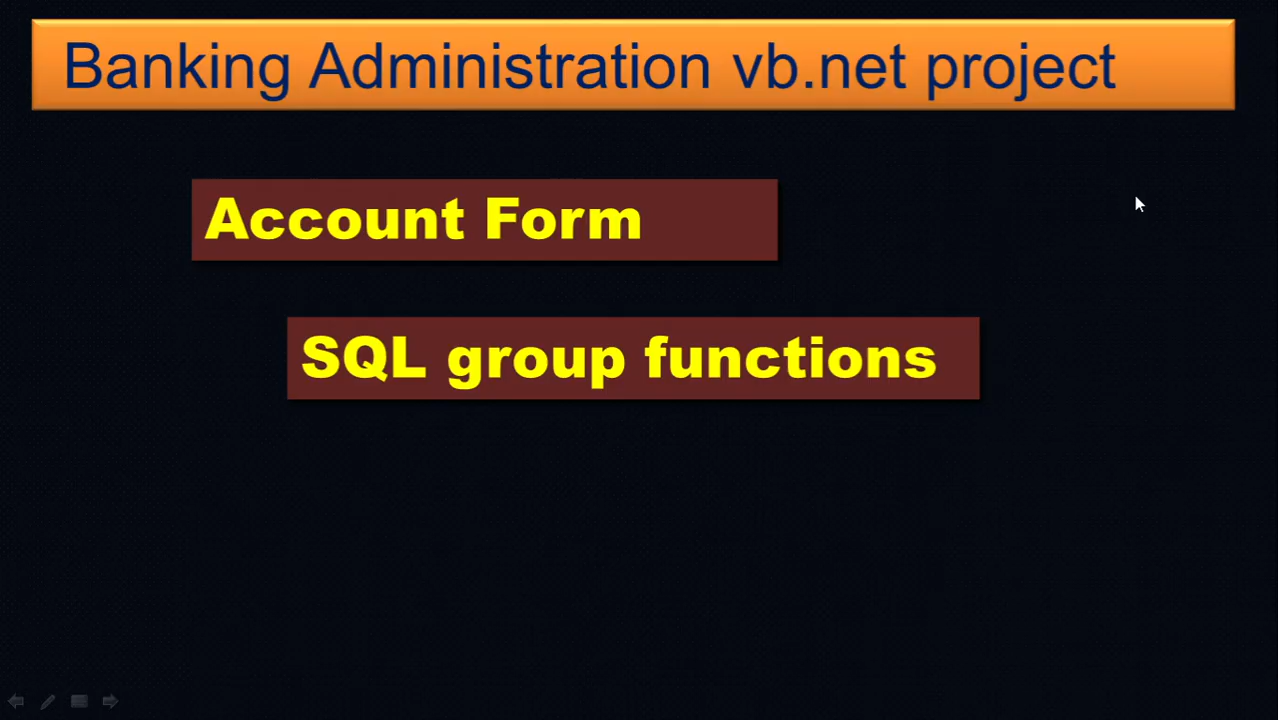 Banking Administration vb.net project
Account Form
SQL group functions